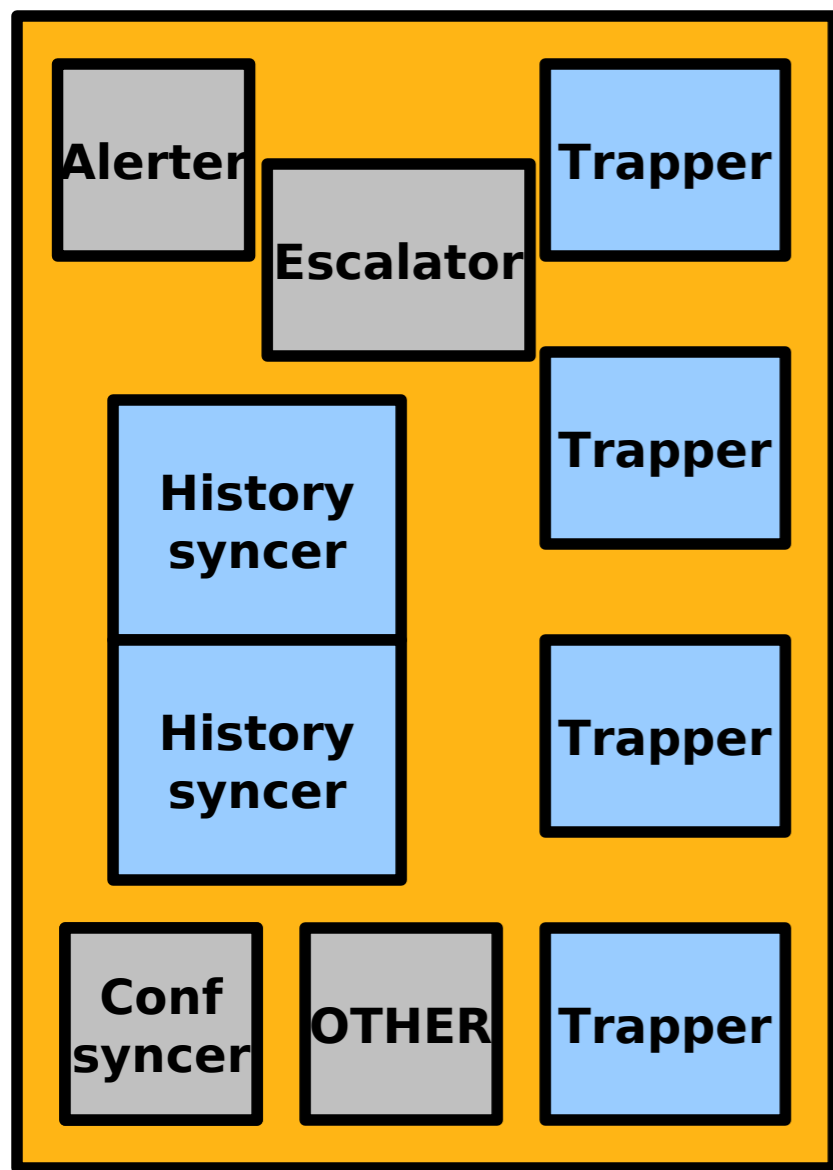 Alerter
Escalator
Trapper
Trapper
History
syncer
History
syncer
Trapper
Conf
syncer
OTHER
Trapper